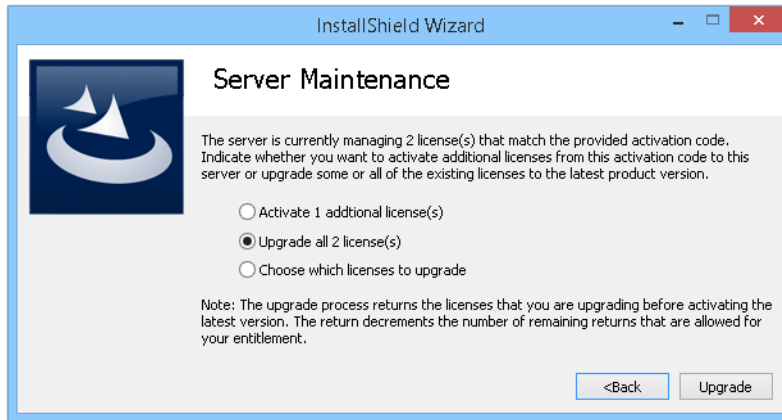 InstallShield Wizard
Server Maintenance
The server is currently managing 2 license(s) that match the provided activation code.
Indicate whether you want to activate additional licenses from this activation code to this
server or upgrade some or all of the existing licenses to the latest product version.
Activate 1 addtional license(s)
Upgrade all 2 license(s)
Choose which licenses to upgrade
Note: The upgrade process returns the licenses that you are upgrading before activating the
latest version. The return decrements the number of remaining returns that are allowed for
your entitlement.
<Back Upgrade